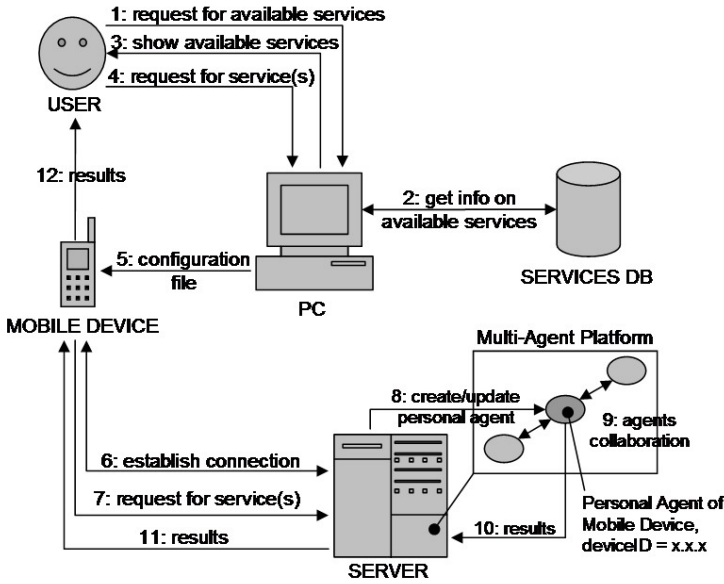 1: request for available services
3: show available services
4: request for service(s)
USER
12: results
2: get info on
available services
5: configuration
file
SERVICES DB
PC
MOBILE DEVICE
Multi-Agent Platform
8: create/update
personal agent
9: agents
collaboration
6: establish connection
7: request for service(s)
11: results
10: results
Personal Agent of
Mobile Device,
deviceID = x.x.x
SERVER